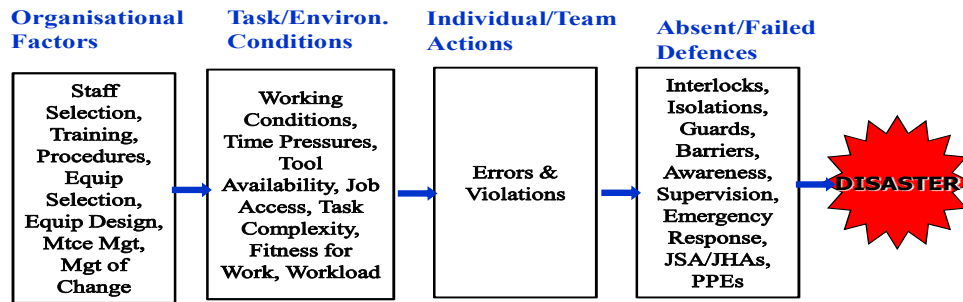 Organisational
Factors
Staff
Selection,
Training,
Procedures,
Equip
Selection,
Equip Design,
Mtce Mgt,
Mgt of
Change
Task/Environ.
Conditions
Working
Conditions,
Time Pressures,
Tool
Availability, Job
Access, Task
Complexity,
Fitness for
Work, Workload
Individual/Team
Actions
Errors &
Violations
Absent/Failed
Defences
Interlocks,
Isolations,
Guards,
Barriers,
Awareness,
Supervision,
Emergency
Response,
JSA/JHAs,
PPEs
DISASTER